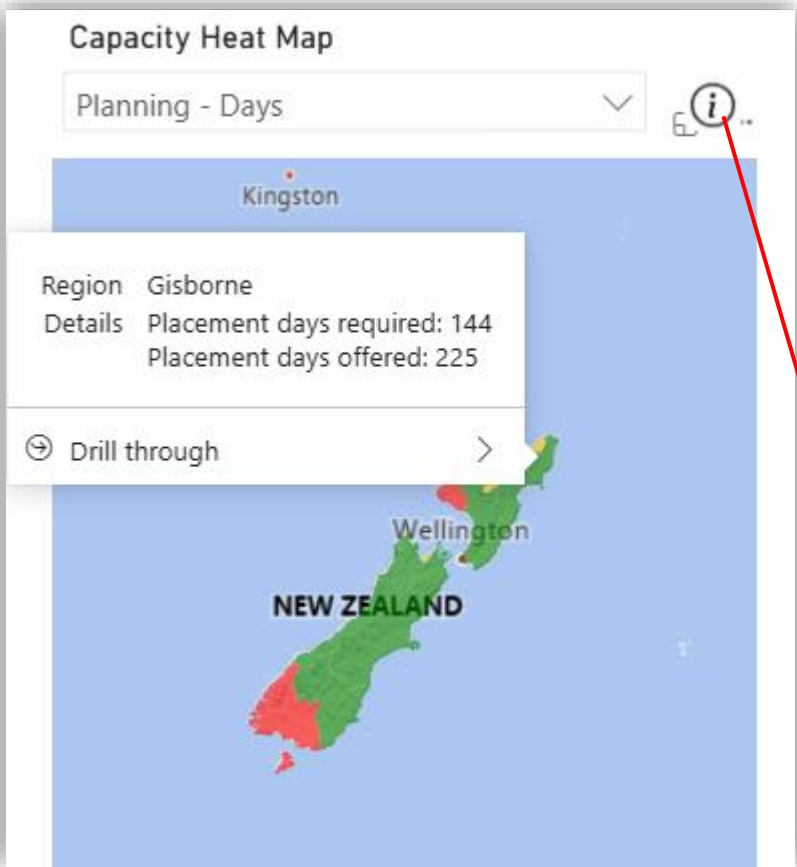 Capacity Heat Map
Planning - Days
i
Kingston
Region Gisborne
Details Placement days required: 144
Placement days offered: 225
Drill through
Wellington
NEW ZEALAND